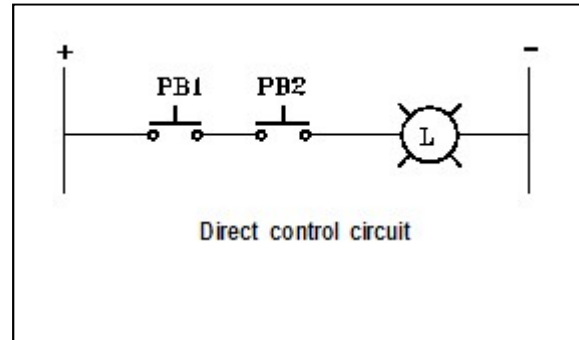 + -
PB1 PB2
L
Direct control circuit